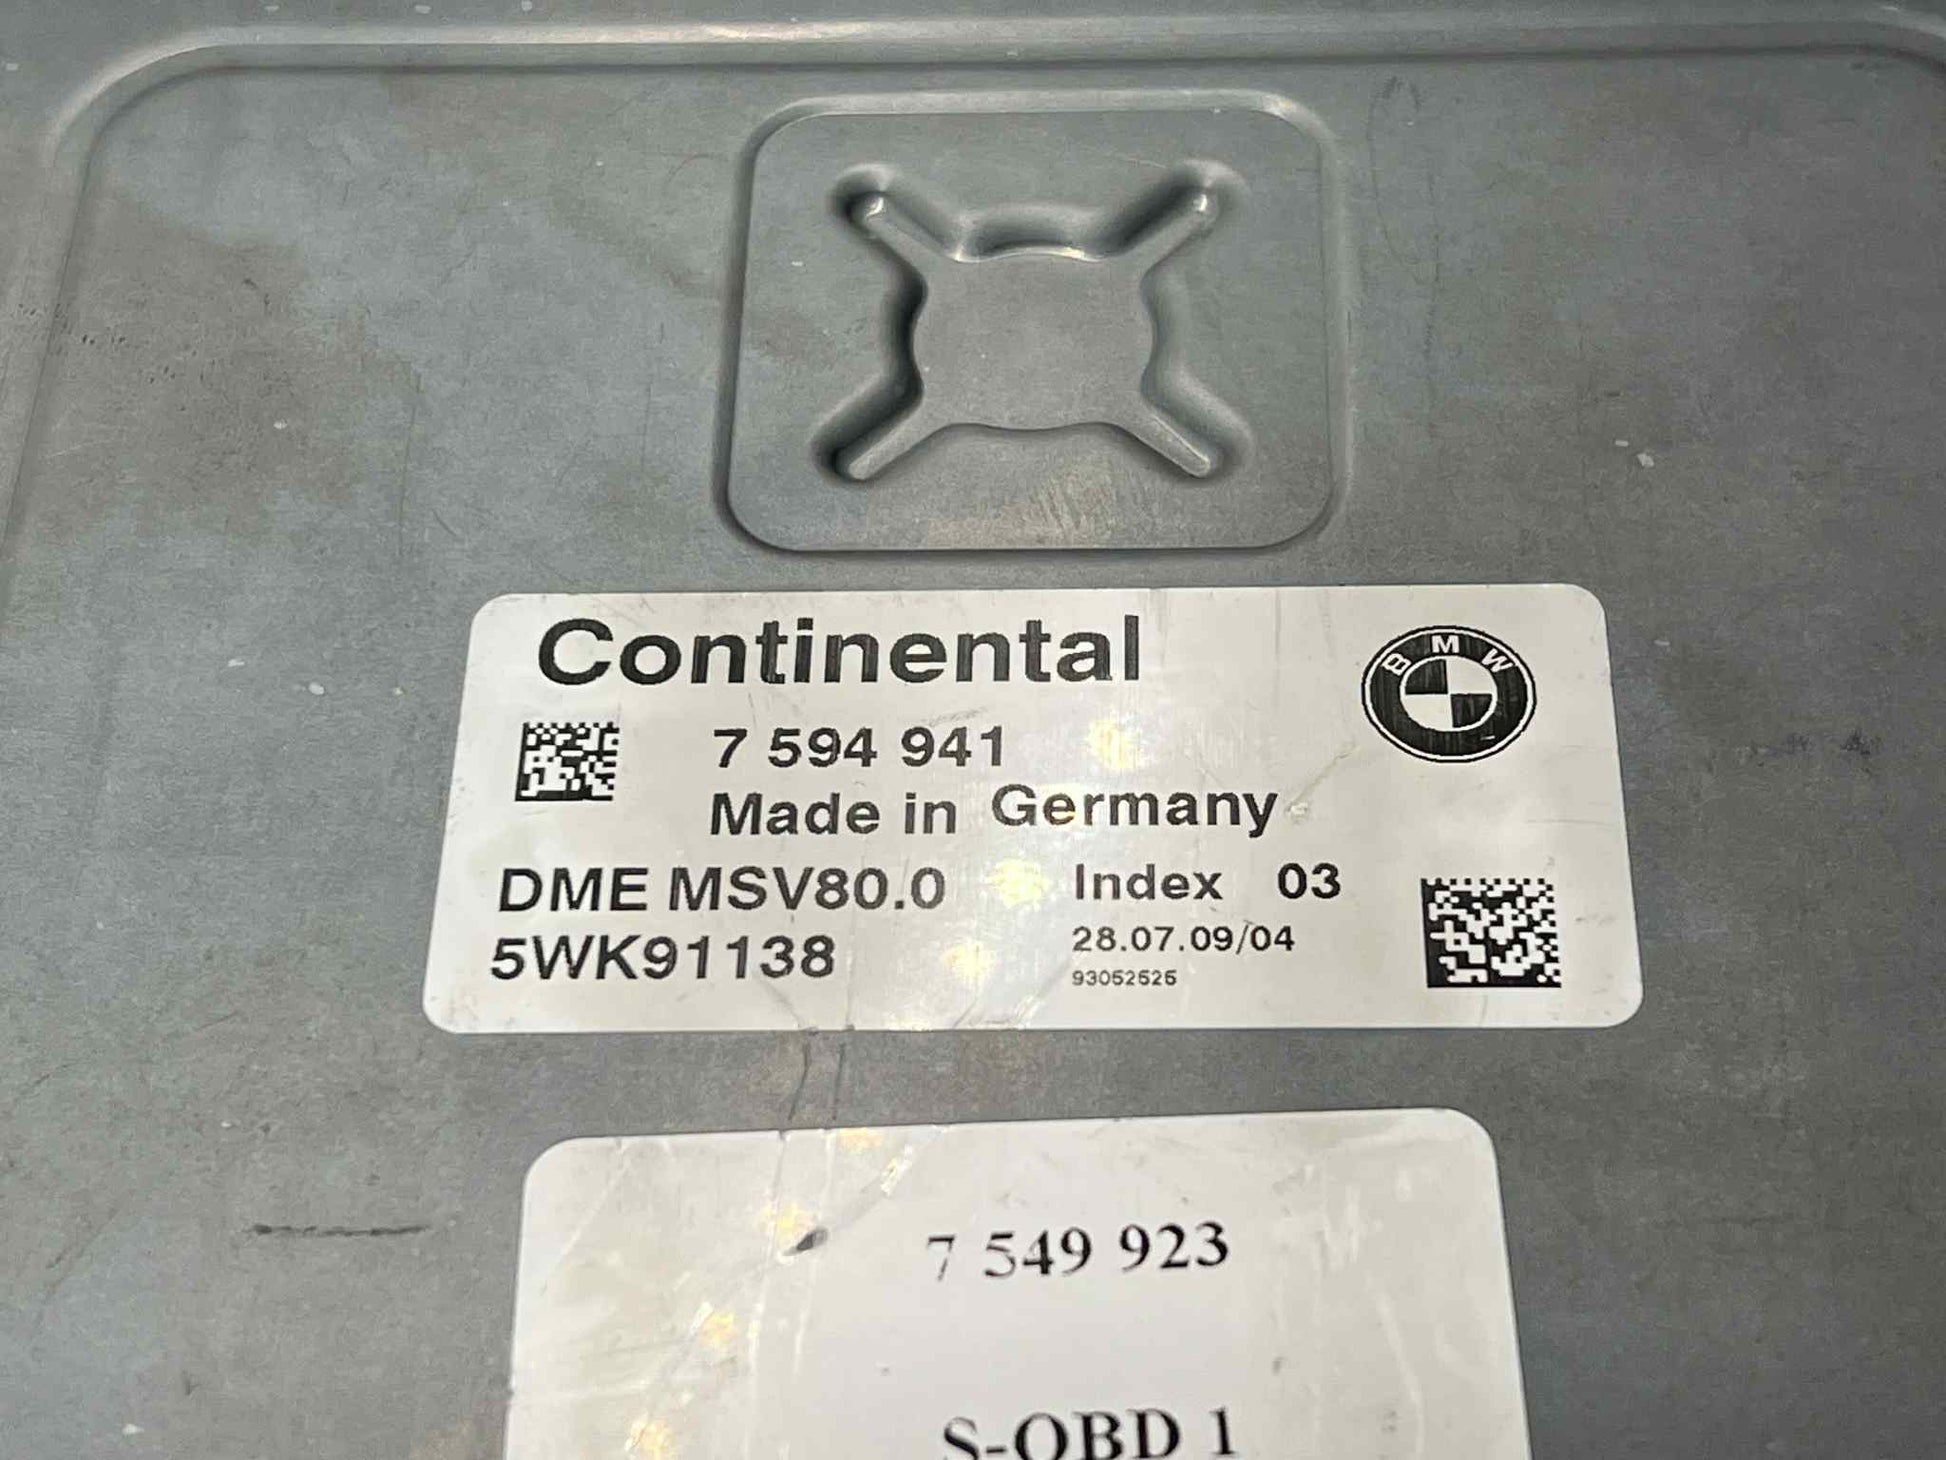 Continental
BMW
7 594 941
Made in Germany
DME MSV80.0 Index 03
5WK91138 28.07.09/04
93052525
7 549 923
S-OBD 1